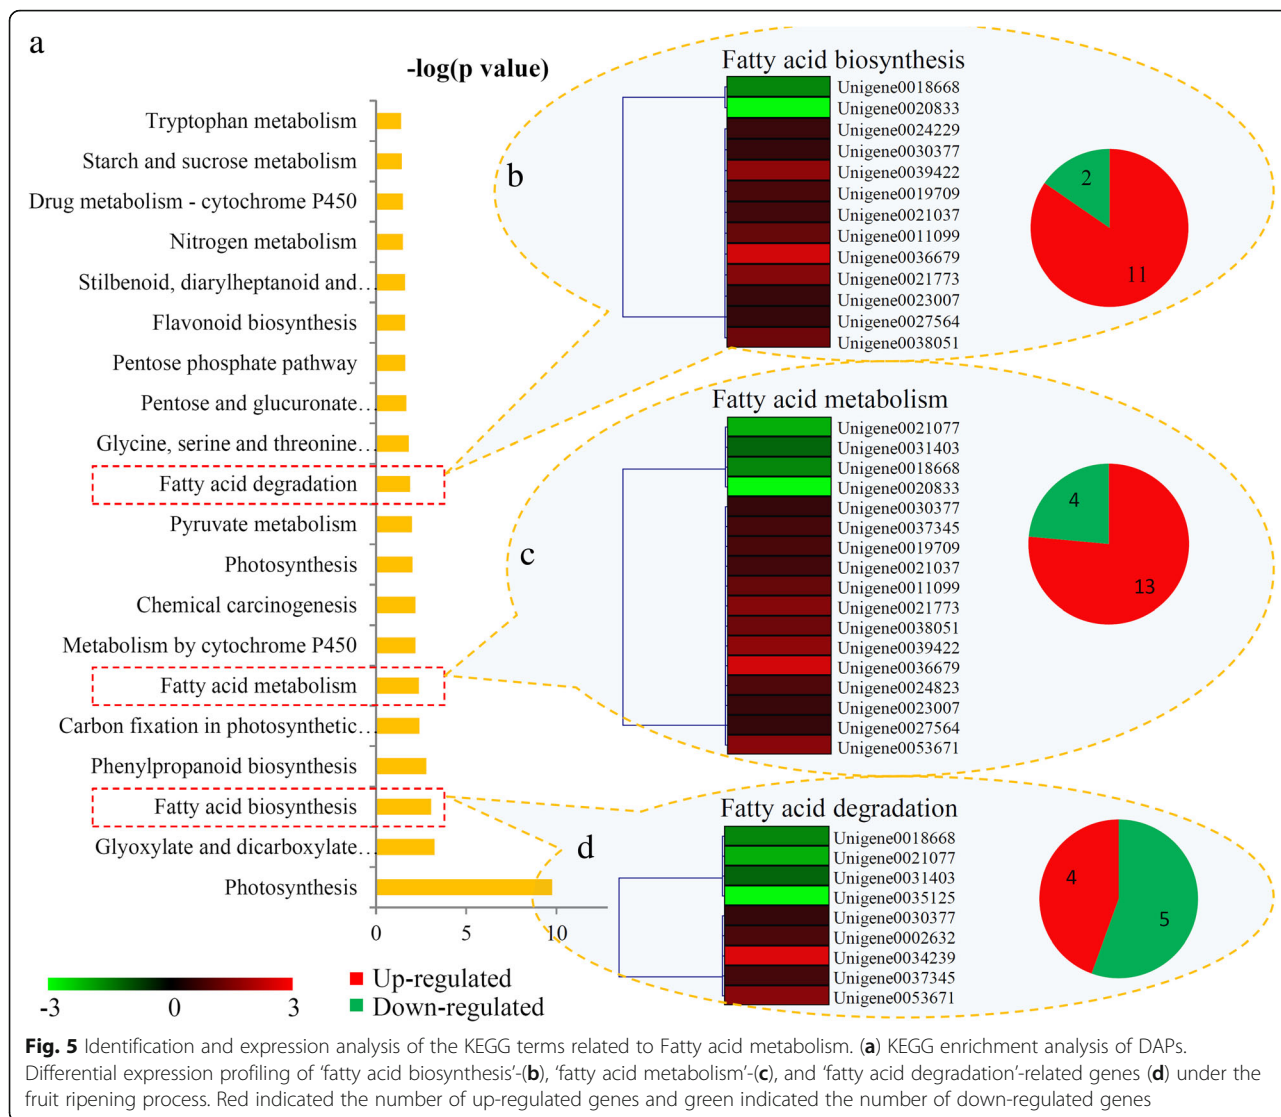 a
-log(p value)
Tryptophan metabolism
Starch and sucrose metabolism
Drug metabolism - cytochrome P450
Nitrogen metabolism
Stilbenoid, diarylheptanoid and…
Flavonoid biosynthesis
Pentose phosphate pathway
Pentose and glucuronate…
Glycine, serine and threonine…
Fatty acid degradation
Pyruvate metabolism
Photosynthesis
Chemical carcinogenesis
Metabolism by cytochrome P450
Fatty acid metabolism
Carbon fixation in photosynthetic…
Phenylpropanoid biosynthesis
Fatty acid biosynthesis
Glyoxylate and dicarboxylate…
Photosynthesis
0 5 10
-3 0 3
Up-regulated
Down-regulated
b
Fatty acid biosynthesis
Unigene0018668
Unigene0020833
Unigene0024229
Unigene0030377
Unigene0039422
Unigene0019709
Unigene0021037
Unigene0011099
Unigene0036679
Unigene0021773
Unigene0023007
Unigene0027564
Unigene0038051
2
11
c
Fatty acid metabolism
Unigene0021077
Unigene0031403
Unigene0018668
Unigene0020833
Unigene0030377
Unigene0037345
Unigene0019709
Unigene0021037
Unigene0011099
Unigene0021773
Unigene0038051
Unigene0039422
Unigene0036679
Unigene0024823
Unigene0023007
Unigene0027564
Unigene0053671
4
13
d
Fatty acid degradation
Unigene0018668
Unigene0021077
Unigene0031403
Unigene0035125
Unigene0030377
Unigene0002632
Unigene0034239
Unigene0037345
Unigene0053671
4
5
Fig. 5 Identification and expression analysis of the KEGG terms related to Fatty acid metabolism. (a) KEGG enrichment analysis of DAPs.
Differential expression profiling of 'fatty acid biosynthesis'-(b), 'fatty acid metabolism'-(c), and 'fatty acid degradation'-related genes (d) under the
fruit ripening process. Red indicated the number of up-regulated genes and green indicated the number of down-regulated genes